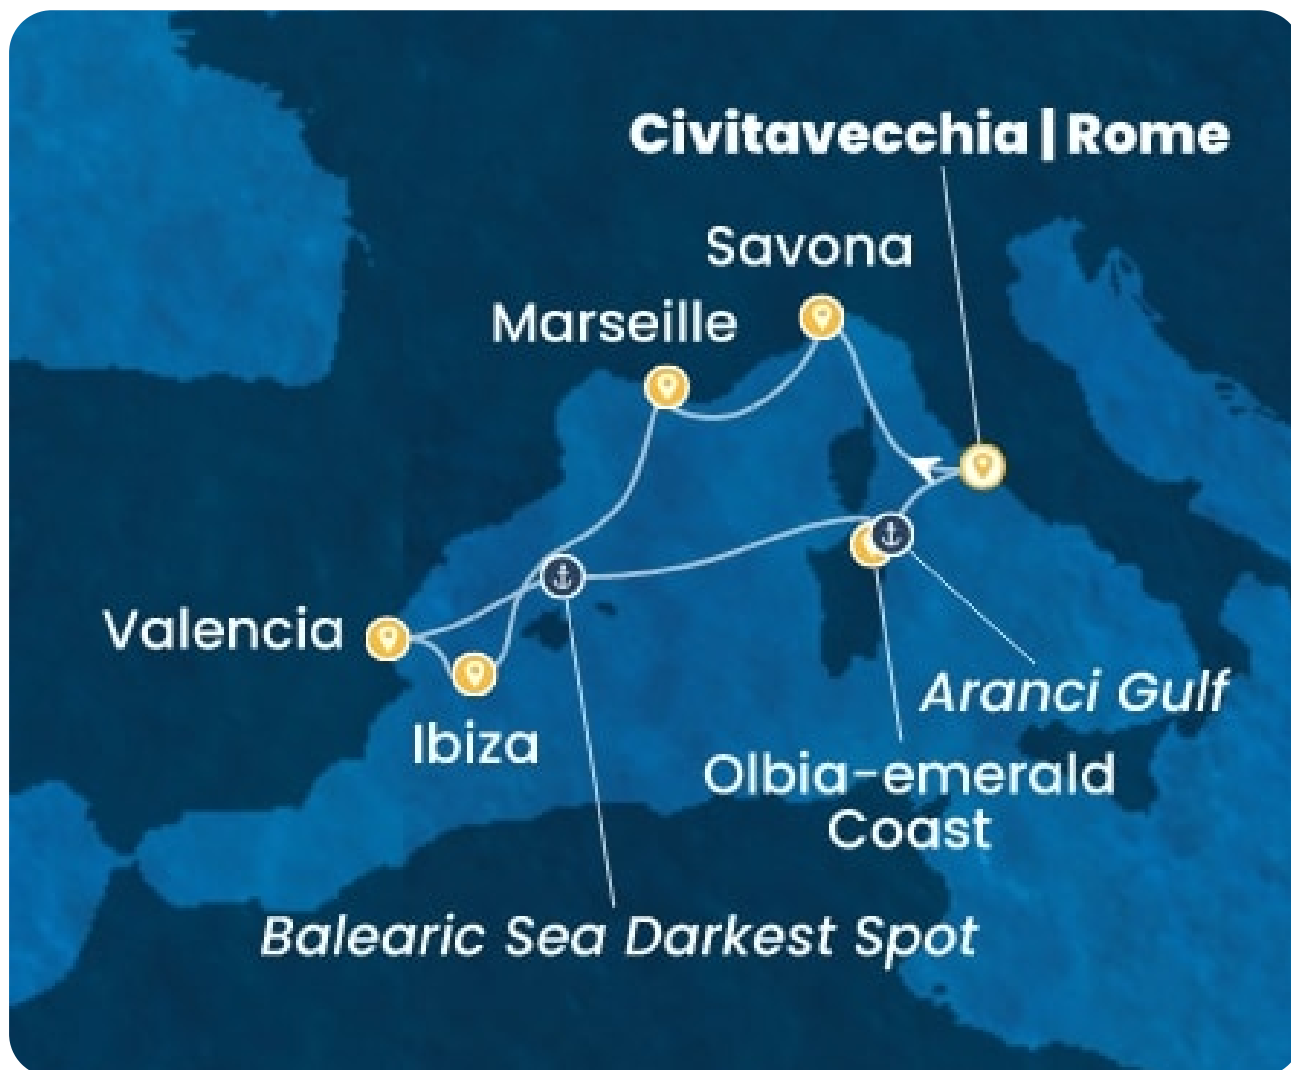 Civitavecchia | Rome
Savona
Marseille
Valencia
Ibiza
Aranci Gulf
Olbia-emerald
Coast
Balearic Sea Darkest Spot